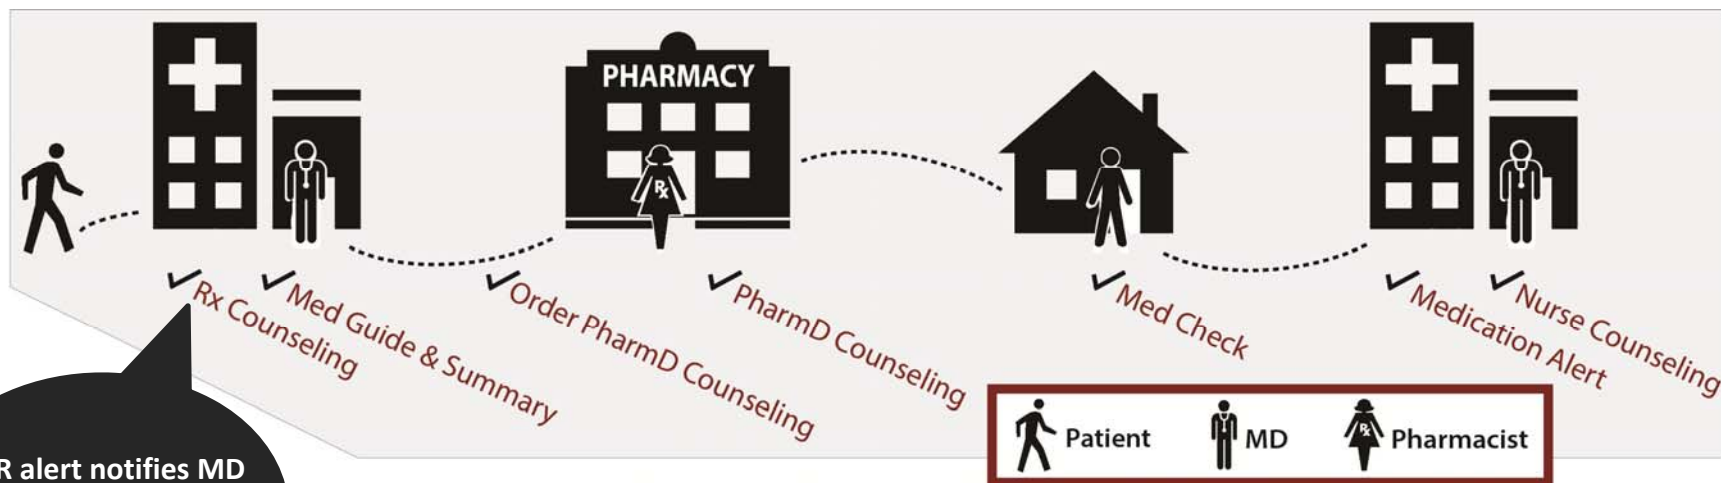 PHARMACY
Rx
Rx Counseling
Med Guide & Summary
Order PharmD Counseling
PharmD Counseling
Med Check
Medication Alert
Nurse Counseling
Patient
MD
Rx
Pharmacist
R alert notifies MD